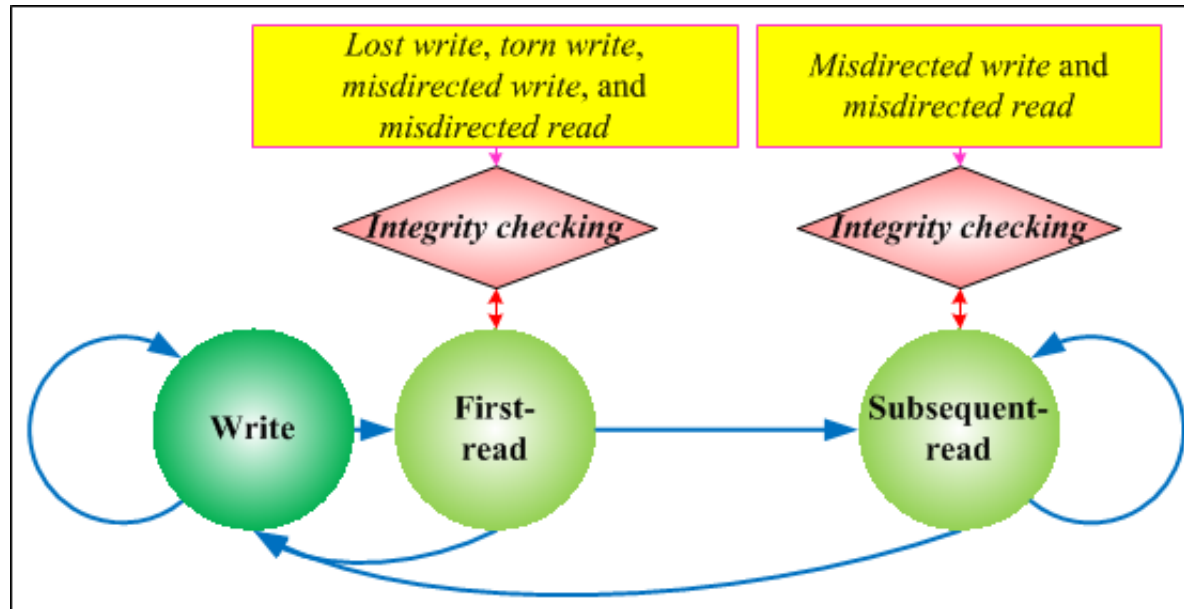 Lost write, torn write,
misdirected write, and
misdirected read
Misdirected write and
misdirected read
Integrity checking
Integrity checking
Write
First-
read
Subsequent-
read